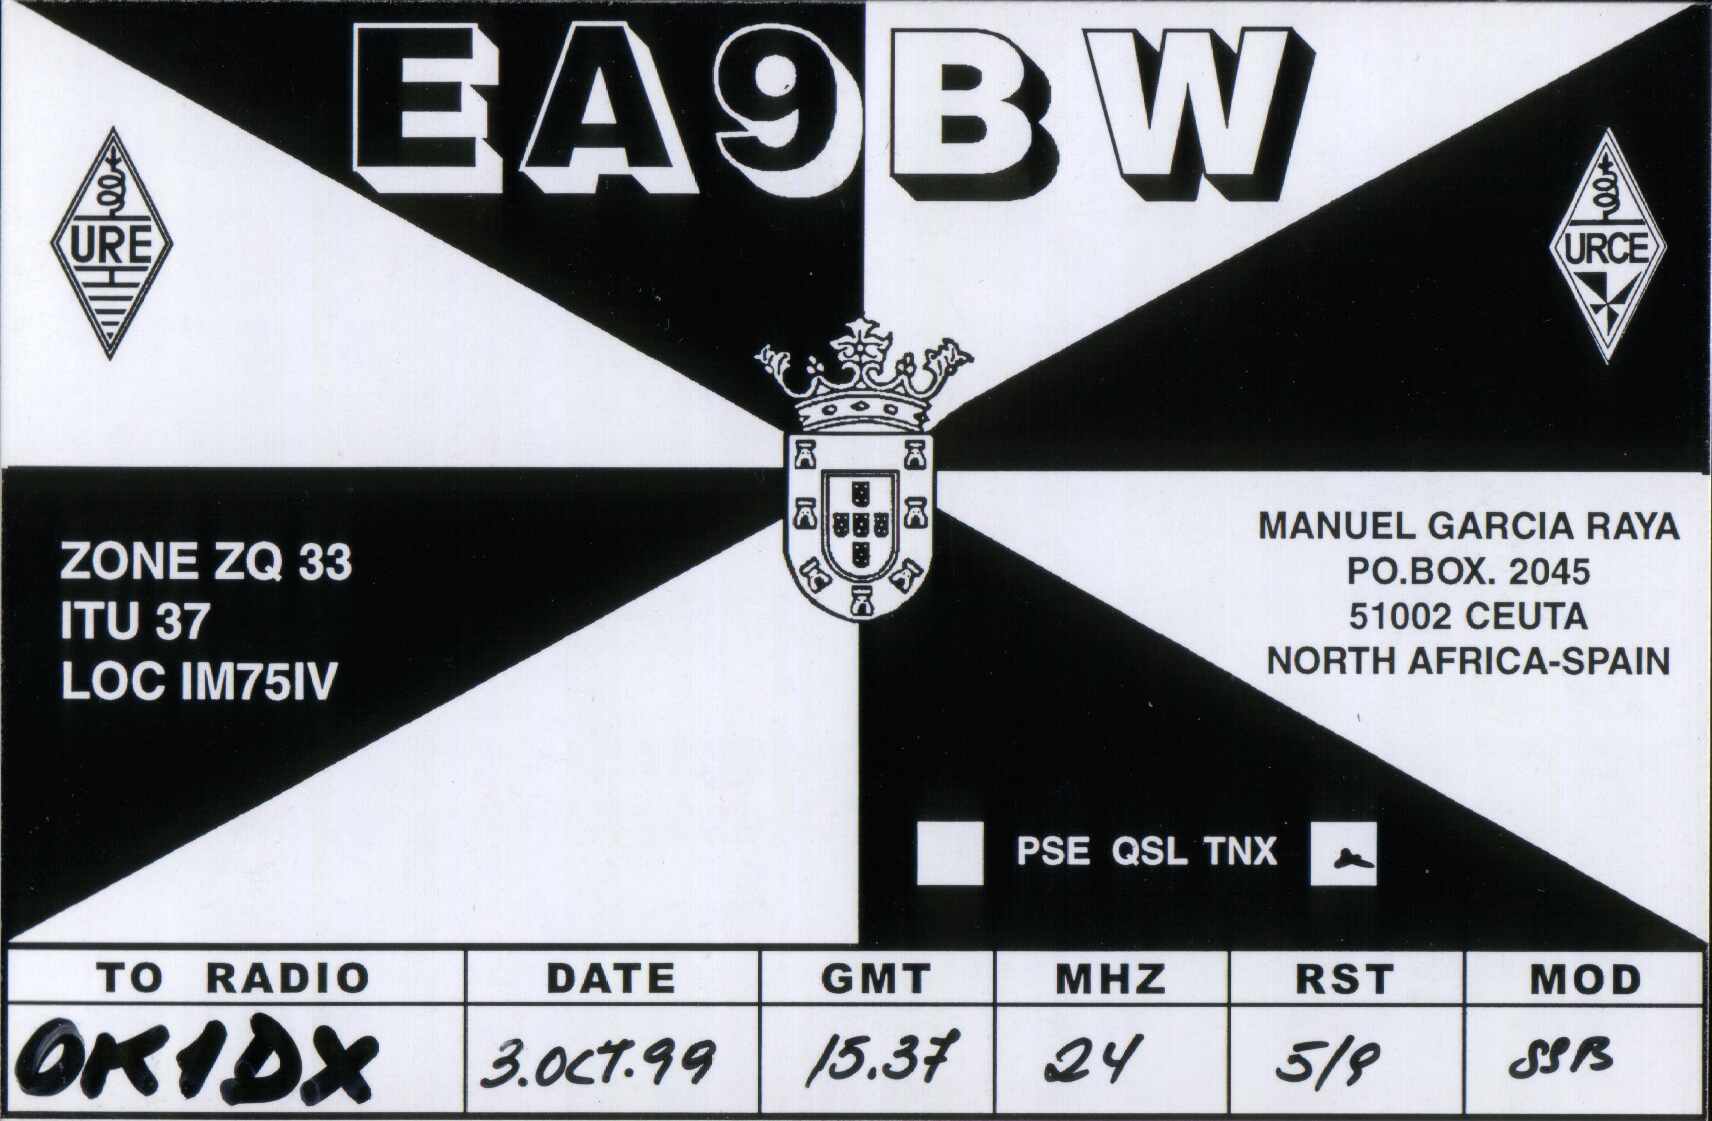 EA9BW
URE
URCE
ZONE ZQ 33
ITU 37
LOC IM75IV
MANUEL GARCIA RAYA
PO.BOX. 2045
51002 CEUTA
NORTH AFRICA-SPAIN
PSE QSL TNX
TO RADIO DATE GMT MHZ RST MOD
OK1DX 3.OCT.99 15.37 24 5/9 SSB